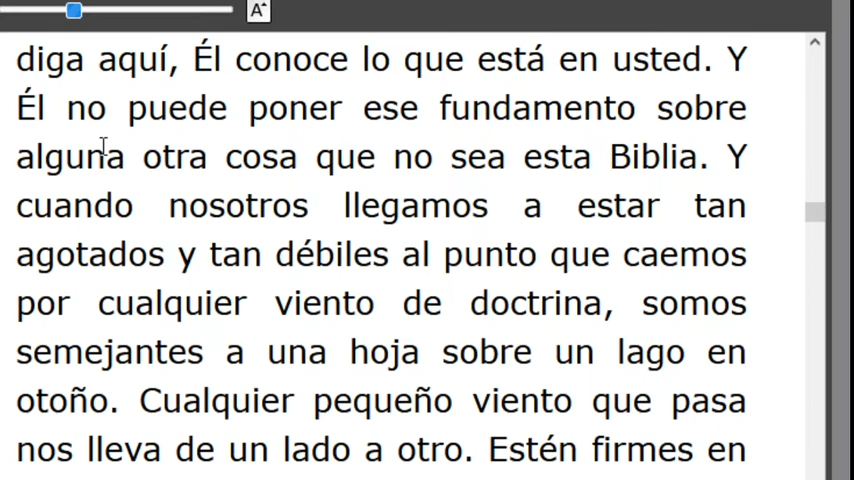 A
diga aquí, Él conoce lo que está en usted. Y
Él no puede poner ese fundamento sobre
alguna otra cosa que no sea esta Biblia. Y
cuando nosotros llegamos a estar tan
agotados y tan débiles al punto que caemos
por cualquier viento de doctrina, somos
semejantes a una hoja sobre un lago en
otoño. Cualquier pequeño viento que pasa
nos lleva de un lado a otro. Estén firmes en